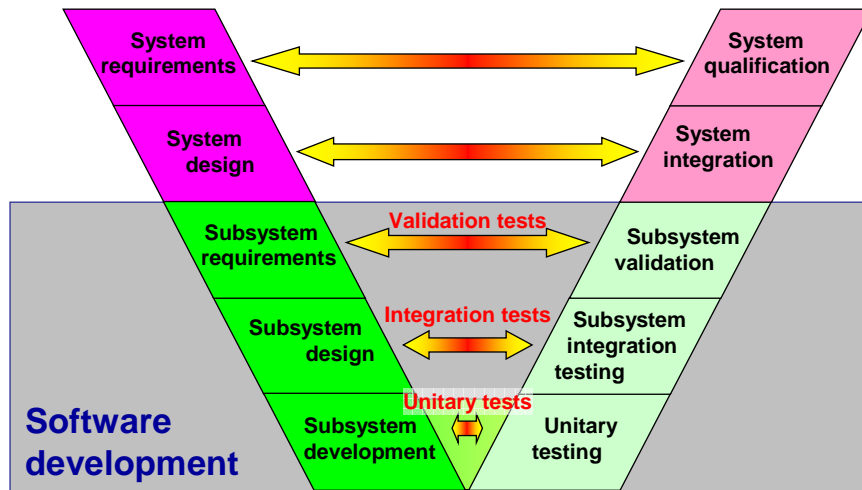 System
requirements
System
qualification
System
design
System
integration
Validation tests
Subsystem
requirements
Subsystem
validation
Integration tests
Subsystem
design
Subsystem
integration
testing
Unitary tests
Subsystem
development
Unitary
testing
Software
development